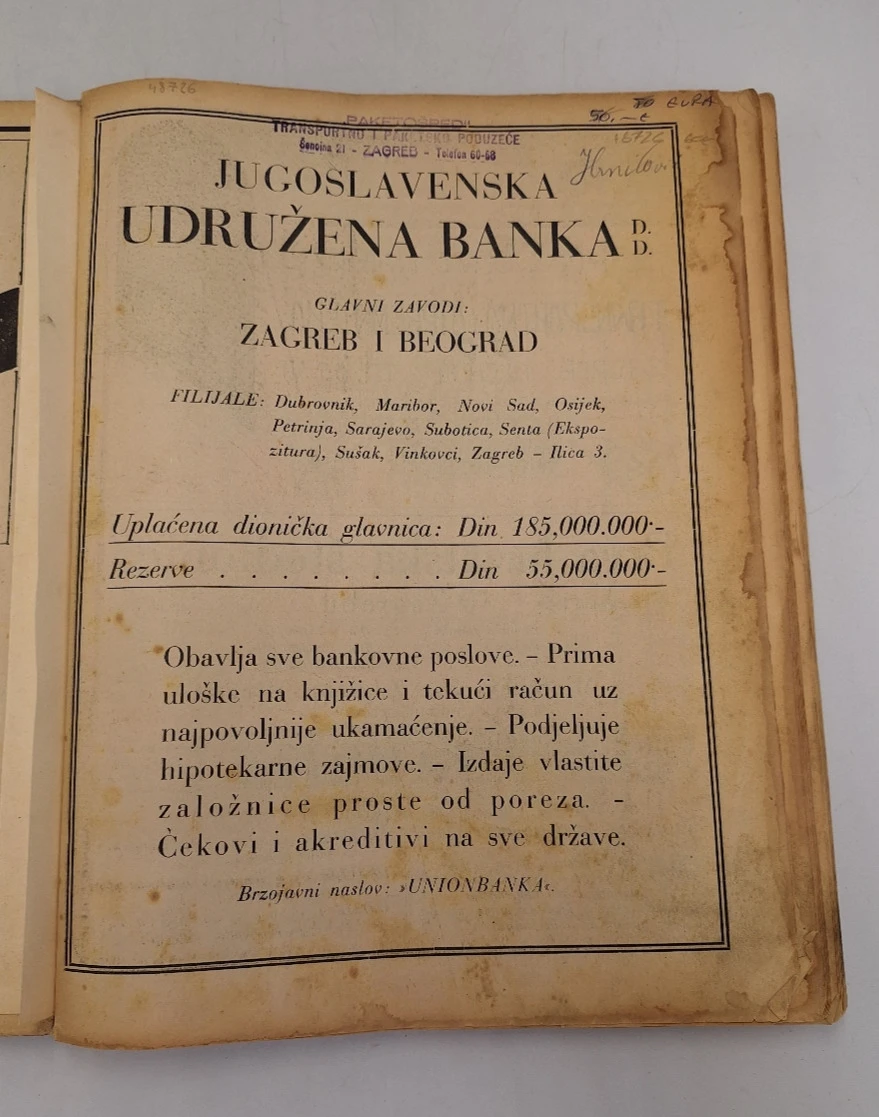 48726
70 EURA
50,–€
PAKETOSPED
TRANSPORTNO I PAKETSKO PODUZEĆE
Šenoina 21 - ZAGREB - Telefon 60-68
JUGOSLAVENSKA
UDRUŽENA BANKA D. D.
GLAVNI ZAVODI:
ZAGREB I BEOGRAD
FILIJALE: Dubrovnik, Maribor, Novi Sad, Osijek,
Petrinja, Sarajevo, Subotica, Senta (Ekspo-
zitura), Sušak, Vinkovci, Zagreb – Ilica 3.
Uplaćena dionička glavnica: Din 185,000.000·-
Rezerve . . . . . . . . Din 55,000.000·-
Obavlja sve bankovne poslove. – Prima
uloške na knjižice i tekući račun uz
najpovoljnije ukamaćenje. – Podjeljuje
hipotekarne zajmove. – Izdaje vlastite
založnice proste od poreza. –
Čekovi i akreditivi na sve države.
Brzojavni naslov: »UNIONBANKA«.